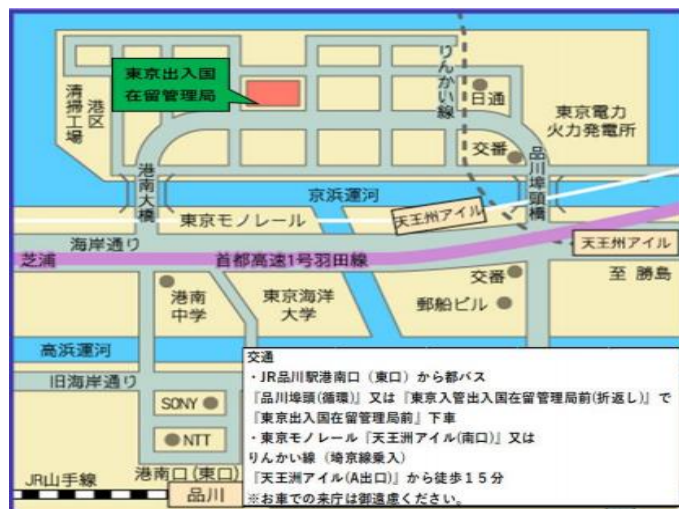 東京出入国
在留管理局
港区
清掃工場
りんかい線
日通
東京電力
火力発電所
交番
港南大橋
品川埠頭橋
京浜運河
東京モノレール
天王州アイル
海岸通り
天王州アイル
芝浦
首都高速1号羽田線
港南
中学
東京海洋
大学
交番
郵船ビル
至 勝島
高浜運河
旧海岸通り
SONY
NTT
港南口(東口)
JR山手線
品川
交通
・JR品川駅港南口（東口）から都バス
『品川埠頭(循環)』又は『東京入管出入国在留管理局前(折返し)』で
『東京出入国在留管理局前』下車
・東京モノレール『天王洲アイル(南口)』又は
りんかい線（埼京線乗入）
『天王洲アイル(A出口)』から徒歩１５分
※お車での来庁は御遠慮ください。